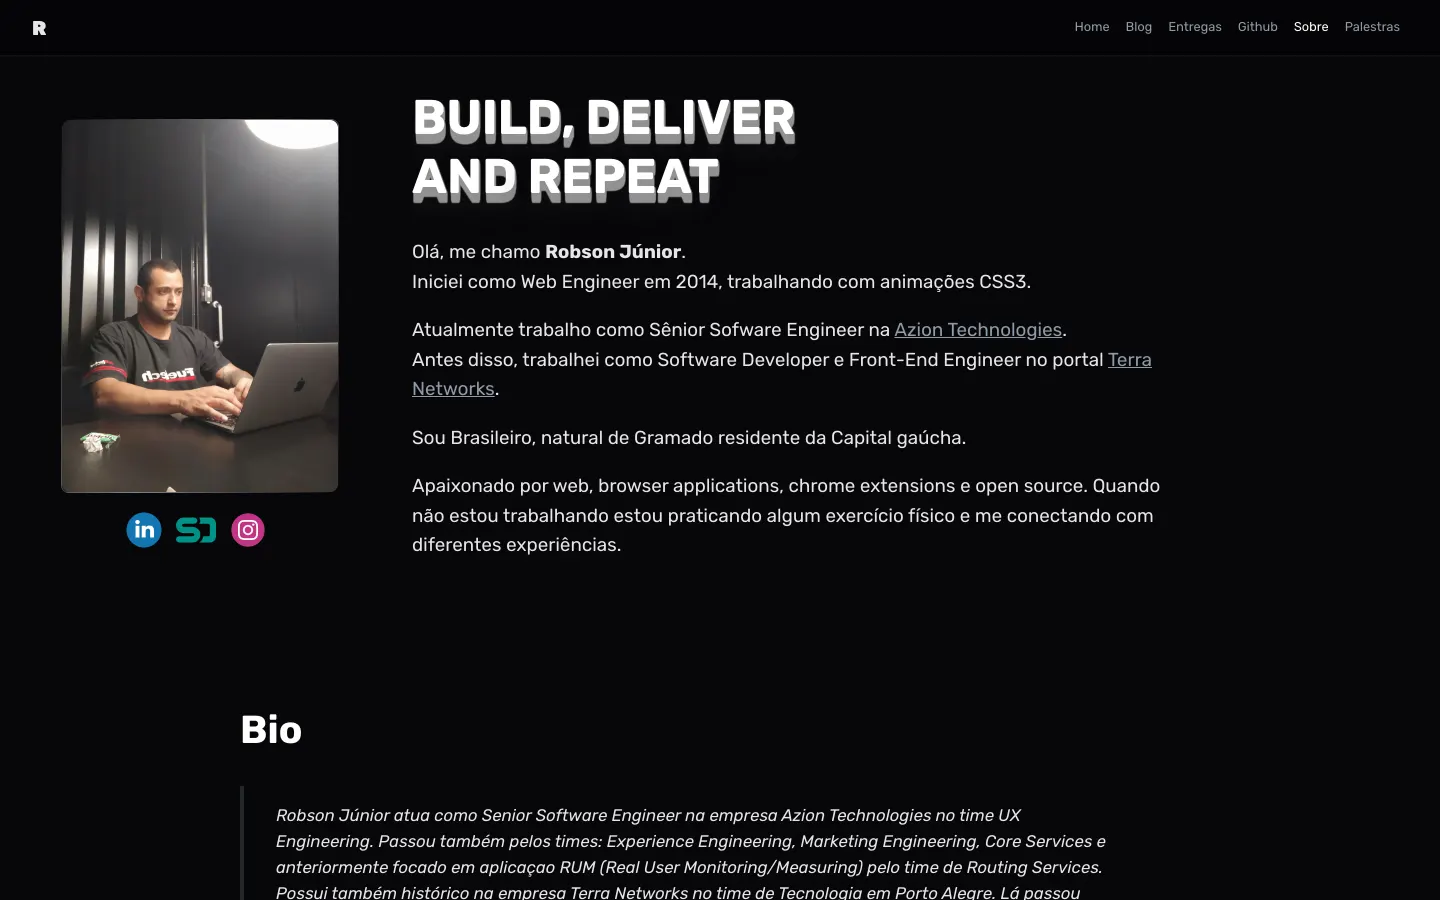 R
Home Blog Entregas Github Sobre Palestras
BUILD, DELIVER
AND REPEAT
Olá, me chamo Robson Júnior.
Iniciei como Web Engineer em 2014, trabalhando com animações CSS3.
Atualmente trabalho como Sênior Sofware Engineer na Azion Technologies.
Antes disso, trabalhei como Software Developer e Front-End Engineer no portal Terra
Networks.
Sou Brasileiro, natural de Gramado residente da Capital gaúcha.
Apaixonado por web, browser applications, chrome extensions e open source. Quando
não estou trabalhando estou praticando algum exercício físico e me conectando com
diferentes experiências.
in
Bio
Robson Júnior atua como Senior Software Engineer na empresa Azion Technologies no time UX
Engineering. Passou também pelos times: Experience Engineering, Marketing Engineering, Core Services e
anteriormente focado em aplicaçao RUM (Real User Monitoring/Measuring) pelo time de Routing Services.
Possui também histórico na empresa Terra Networks no time de Tecnologia em Porto Alegre. Lá passou